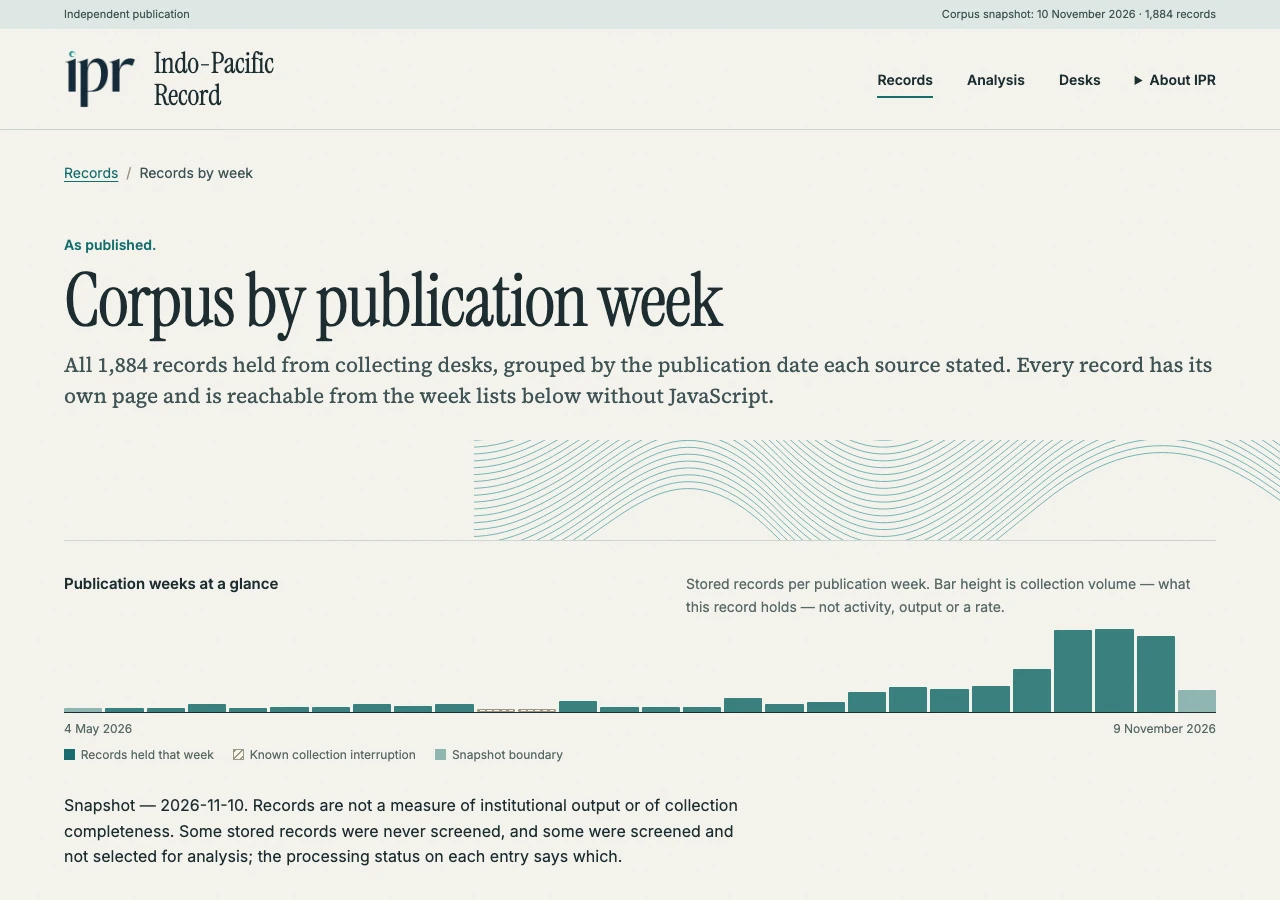 Independent publication
Corpus snapshot: 10 November 2026 · 1,884 records
ipr
Indo-Pacific
Record
Records
Analysis
Desks
About IPR
Records / Records by week
As published.
Corpus by publication week
All 1,884 records held from collecting desks, grouped by the publication date each source stated. Every record has its
own page and is reachable from the week lists below without JavaScript.
Publication weeks at a glance
Stored records per publication week. Bar height is collection volume — what
this record holds — not activity, output or a rate.
4 May 2026
9 November 2026
Records held that week
Known collection interruption
Snapshot boundary
Snapshot — 2026-11-10. Records are not a measure of institutional output or of collection
completeness. Some stored records were never screened, and some were screened and
not selected for analysis; the processing status on each entry says which.